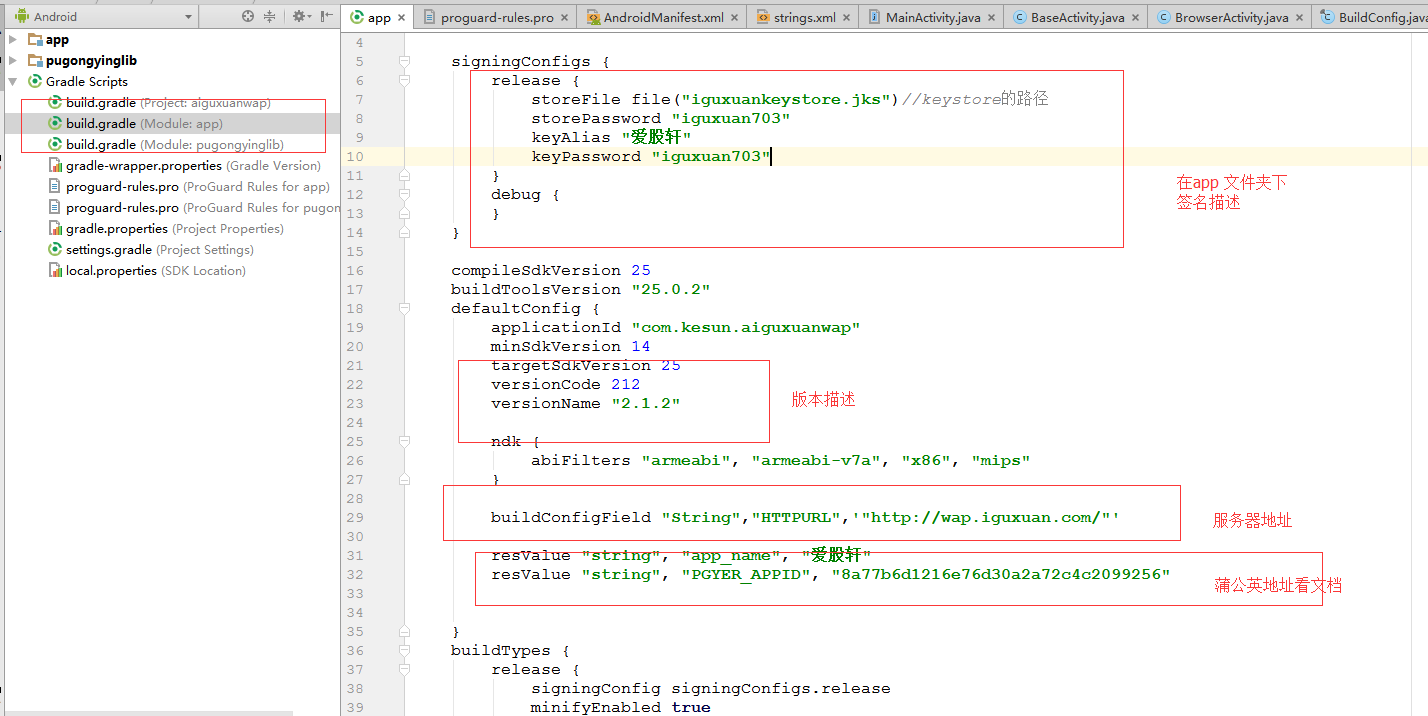 Android
app
proguard-rules.pro
AndroidManifest.xml
strings.xml
MainActivity.java
BaseActivity.java
BrowserActivity.java
BuildConfig.java
app
pugongyinglib
Gradle Scripts
build.gradle (Project: aiguxuanwap)
build.gradle (Module: app)
build.gradle (Module: pugongyinglib)
gradle-wrapper.properties (Gradle Version)
proguard-rules.pro (ProGuard Rules for app)
proguard-rules.pro (ProGuard Rules for pugon
gradle.properties (Project Properties)
settings.gradle (Project Settings)
local.properties (SDK Location)
4
5 signingConfigs {
6 release {
7 storeFile file("iguxuankeystore.jks")//keystore的路径
8 storePassword "iguxuan703"
9 keyAlias "爱股轩"
10 keyPassword "iguxuan703"
11 }
12 debug {
13 }
14 }
15
16 compileSdkVersion 25
17 buildToolsVersion "25.0.2"
18 defaultConfig {
19 applicationId "com.kesun.aiguxuanwap"
20 minSdkVersion 14
21 targetSdkVersion 25
22 versionCode 212
23 versionName "2.1.2"
24
25 ndk {
26 abiFilters "armeabi", "armeabi-v7a", "x86", "mips"
27 }
28
29 buildConfigField "String","HTTPURL",'"http://wap.iguxuan.com/"'
30
31 resValue "string", "app_name", "爱股轩"
32 resValue "string", "PGYER_APPID", "8a77b6d1216e76d30a2a72c4c2099256"
33
34
35 }
36 buildTypes {
37 release {
38 signingConfig signingConfigs.release
39 minifyEnabled true
在app 文件夹下
签名描述
版本描述
服务器地址
蒲公英地址看文档